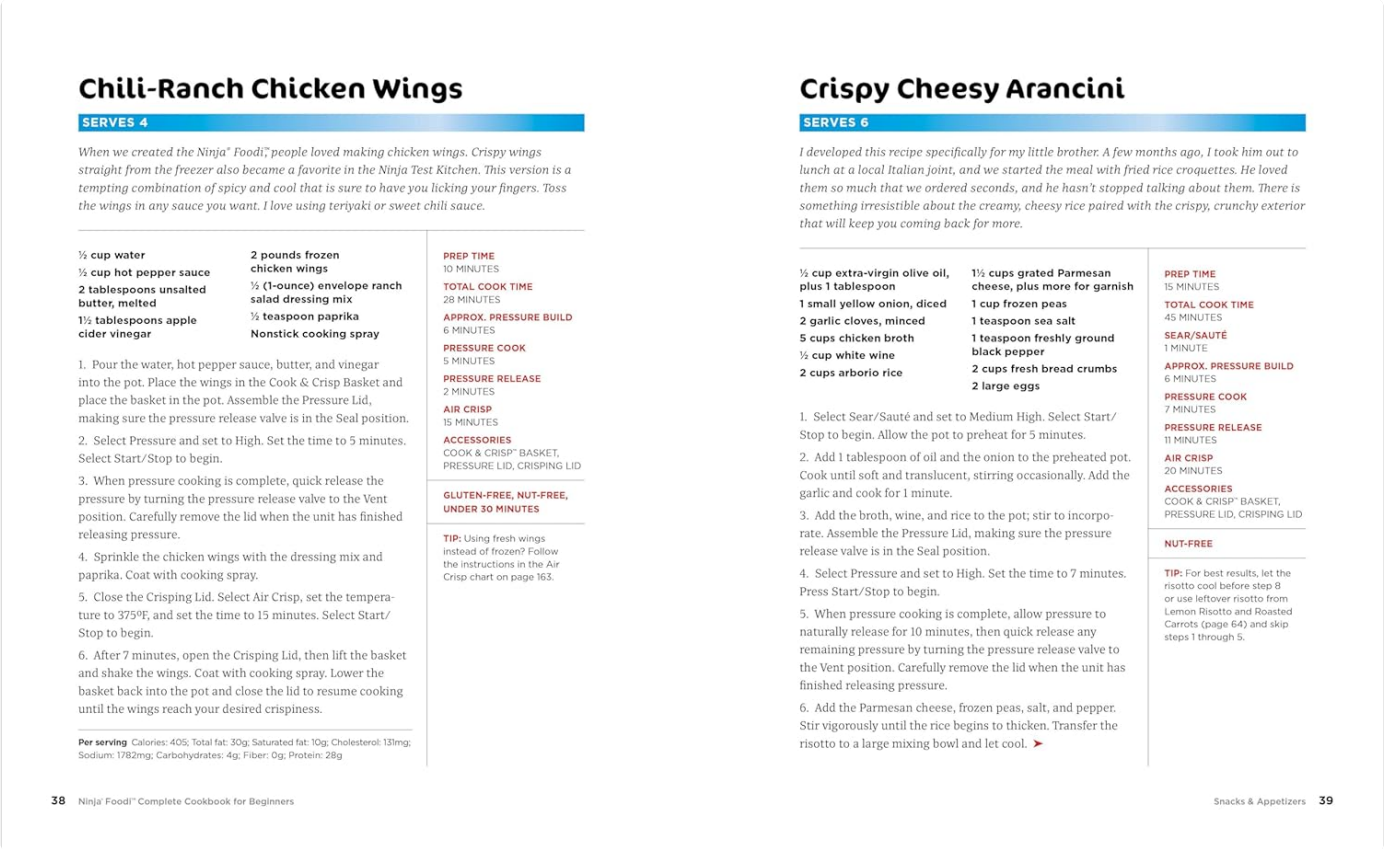 Chili-Ranch Chicken Wings
SERVES 4
When we created the Ninja® Foodi,™ people loved making chicken wings. Crispy wings
straight from the freezer also became a favorite in the Ninja Test Kitchen. This version is a
tempting combination of spicy and cool that is sure to have you licking your fingers. Toss
the wings in any sauce you want. I love using teriyaki or sweet chili sauce.
½ cup water
½ cup hot pepper sauce
2 tablespoons unsalted
butter, melted
1½ tablespoons apple
cider vinegar
2 pounds frozen
chicken wings
½ (1-ounce) envelope ranch
salad dressing mix
½ teaspoon paprika
Nonstick cooking spray
1. Pour the water, hot pepper sauce, butter, and vinegar
into the pot. Place the wings in the Cook & Crisp Basket and
place the basket in the pot. Assemble the Pressure Lid,
making sure the pressure release valve is in the Seal position.
2. Select Pressure and set to High. Set the time to 5 minutes.
Select Start/Stop to begin.
3. When pressure cooking is complete, quick release the
pressure by turning the pressure release valve to the Vent
position. Carefully remove the lid when the unit has finished
releasing pressure.
4. Sprinkle the chicken wings with the dressing mix and
paprika. Coat with cooking spray.
5. Close the Crisping Lid. Select Air Crisp, set the tempera-
ture to 375ºF, and set the time to 15 minutes. Select Start/
Stop to begin.
6. After 7 minutes, open the Crisping Lid, then lift the basket
and shake the wings. Coat with cooking spray. Lower the
basket back into the pot and close the lid to resume cooking
until the wings reach your desired crispiness.
Per serving Calories: 405; Total fat: 30g; Saturated fat: 10g; Cholesterol: 131mg;
Sodium: 1782mg; Carbohydrates: 4g; Fiber: 0g; Protein: 28g
PREP TIME
10 MINUTES
TOTAL COOK TIME
28 MINUTES
APPROX. PRESSURE BUILD
6 MINUTES
PRESSURE COOK
5 MINUTES
PRESSURE RELEASE
2 MINUTES
AIR CRISP
15 MINUTES
ACCESSORIES
COOK & CRISP™ BASKET,
PRESSURE LID, CRISPING LID
GLUTEN-FREE, NUT-FREE,
UNDER 30 MINUTES
TIP: Using fresh wings
instead of frozen? Follow
the instructions in the Air
Crisp chart on page 163.
38 Ninja® Foodi™ Complete Cookbook for Beginners
Crispy Cheesy Arancini
SERVES 6
I developed this recipe specifically for my little brother. A few months ago, I took him out to
lunch at a local Italian joint, and we started the meal with fried rice croquettes. He loved
them so much that we ordered seconds, and he hasn't stopped talking about them. There is
something irresistible about the creamy, cheesy rice paired with the crispy, crunchy exterior
that will keep you coming back for more.
½ cup extra-virgin olive oil,
plus 1 tablespoon
1 small yellow onion, diced
2 garlic cloves, minced
5 cups chicken broth
½ cup white wine
2 cups arborio rice
1½ cups grated Parmesan
cheese, plus more for garnish
1 cup frozen peas
1 teaspoon sea salt
1 teaspoon freshly ground
black pepper
2 cups fresh bread crumbs
2 large eggs
1. Select Sear/Sauté and set to Medium High. Select Start/
Stop to begin. Allow the pot to preheat for 5 minutes.
2. Add 1 tablespoon of oil and the onion to the preheated pot.
Cook until soft and translucent, stirring occasionally. Add the
garlic and cook for 1 minute.
3. Add the broth, wine, and rice to the pot; stir to incorpo-
rate. Assemble the Pressure Lid, making sure the pressure
release valve is in the Seal position.
4. Select Pressure and set to High. Set the time to 7 minutes.
Press Start/Stop to begin.
5. When pressure cooking is complete, allow pressure to
naturally release for 10 minutes, then quick release any
remaining pressure by turning the pressure release valve to
the Vent position. Carefully remove the lid when the unit has
finished releasing pressure.
6. Add the Parmesan cheese, frozen peas, salt, and pepper.
Stir vigorously until the rice begins to thicken. Transfer the
risotto to a large mixing bowl and let cool. ➤
PREP TIME
15 MINUTES
TOTAL COOK TIME
45 MINUTES
SEAR/SAUTÉ
1 MINUTE
APPROX. PRESSURE BUILD
6 MINUTES
PRESSURE COOK
7 MINUTES
PRESSURE RELEASE
11 MINUTES
AIR CRISP
20 MINUTES
ACCESSORIES
COOK & CRISP™ BASKET,
PRESSURE LID, CRISPING LID
NUT-FREE
TIP: For best results, let the
risotto cool before step 8
or use leftover risotto from
Lemon Risotto and Roasted
Carrots (page 64) and skip
steps 1 through 5.
Snacks & Appetizers 39